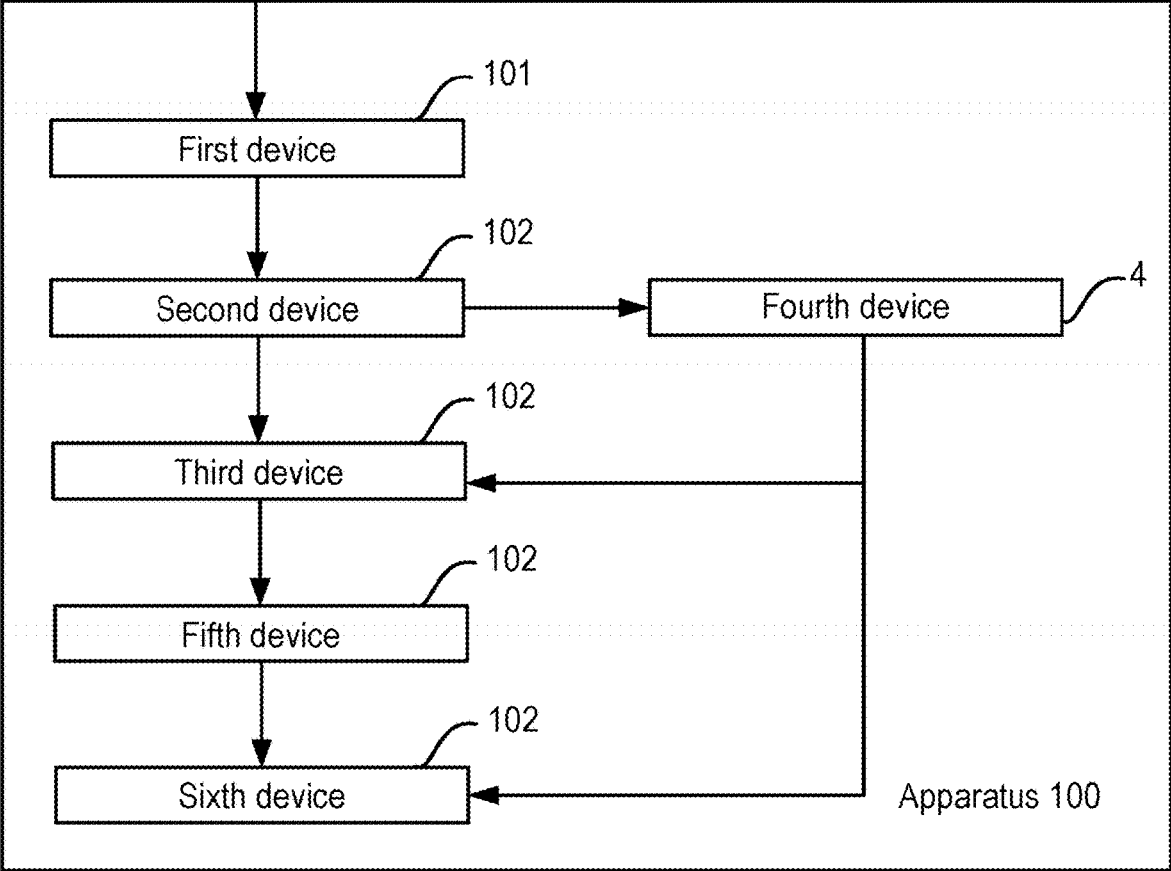 101
First device
102
Second device
Fourth device
4
102
Third device
102
Fifth device
102
Sixth device
Apparatus 100